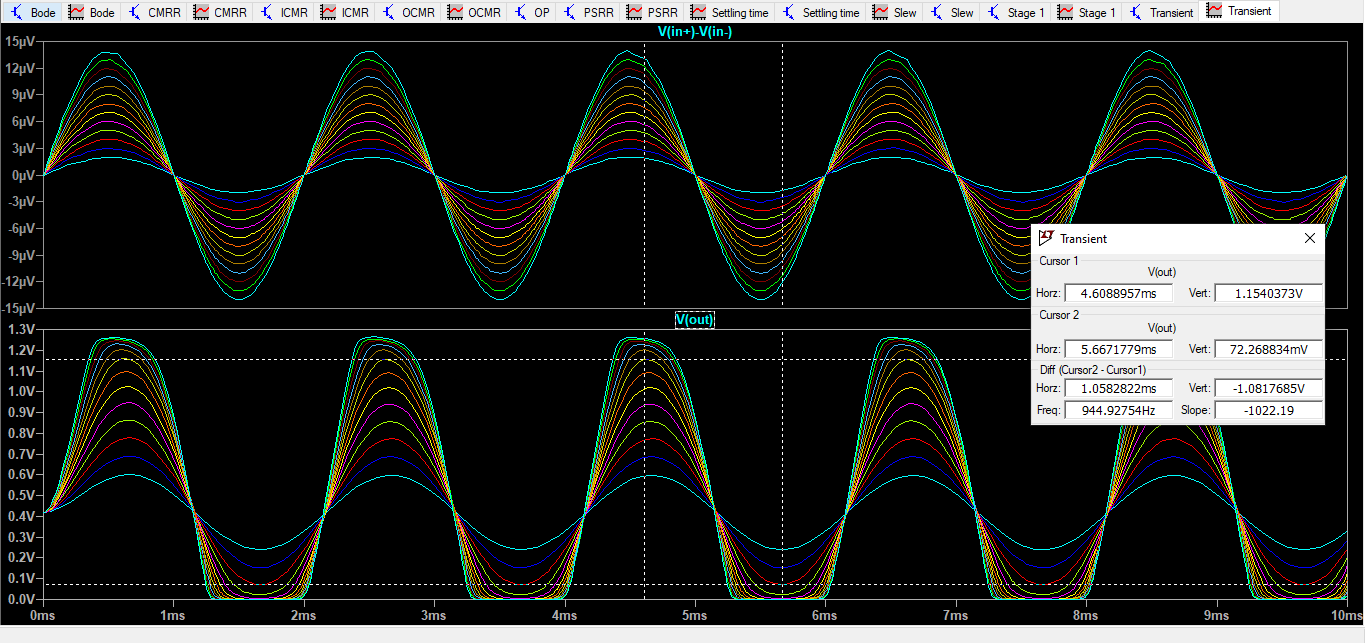 Bode Bode CMRR CMRR ICMR ICMR OCMR OCMR OP PSRR PSRR Settling time Settling time Slew Slew Stage 1 Stage 1 Transient Transient
V(in+)-V(in-)
15µV
12µV
9µV
6µV
3µV
0µV
-3µV
-6µV
-9µV
-12µV
-15µV
V(out)
1.3V
1.2V
1.1V
1.0V
0.9V
0.8V
0.7V
0.6V
0.5V
0.4V
0.3V
0.2V
0.1V
0.0V
0ms 1ms 2ms 3ms 4ms 5ms 6ms 7ms 8ms 9ms 10ms
Transient
Cursor 1
V(out)
Horz: 4.6088957ms Vert: 1.1540373V
Cursor 2
V(out)
Horz: 5.6671779ms Vert: 72.268834mV
Diff (Cursor2 - Cursor1)
Horz: 1.0582822ms Vert: -1.0817685V
Freq: 944.92754Hz Slope: -1022.19